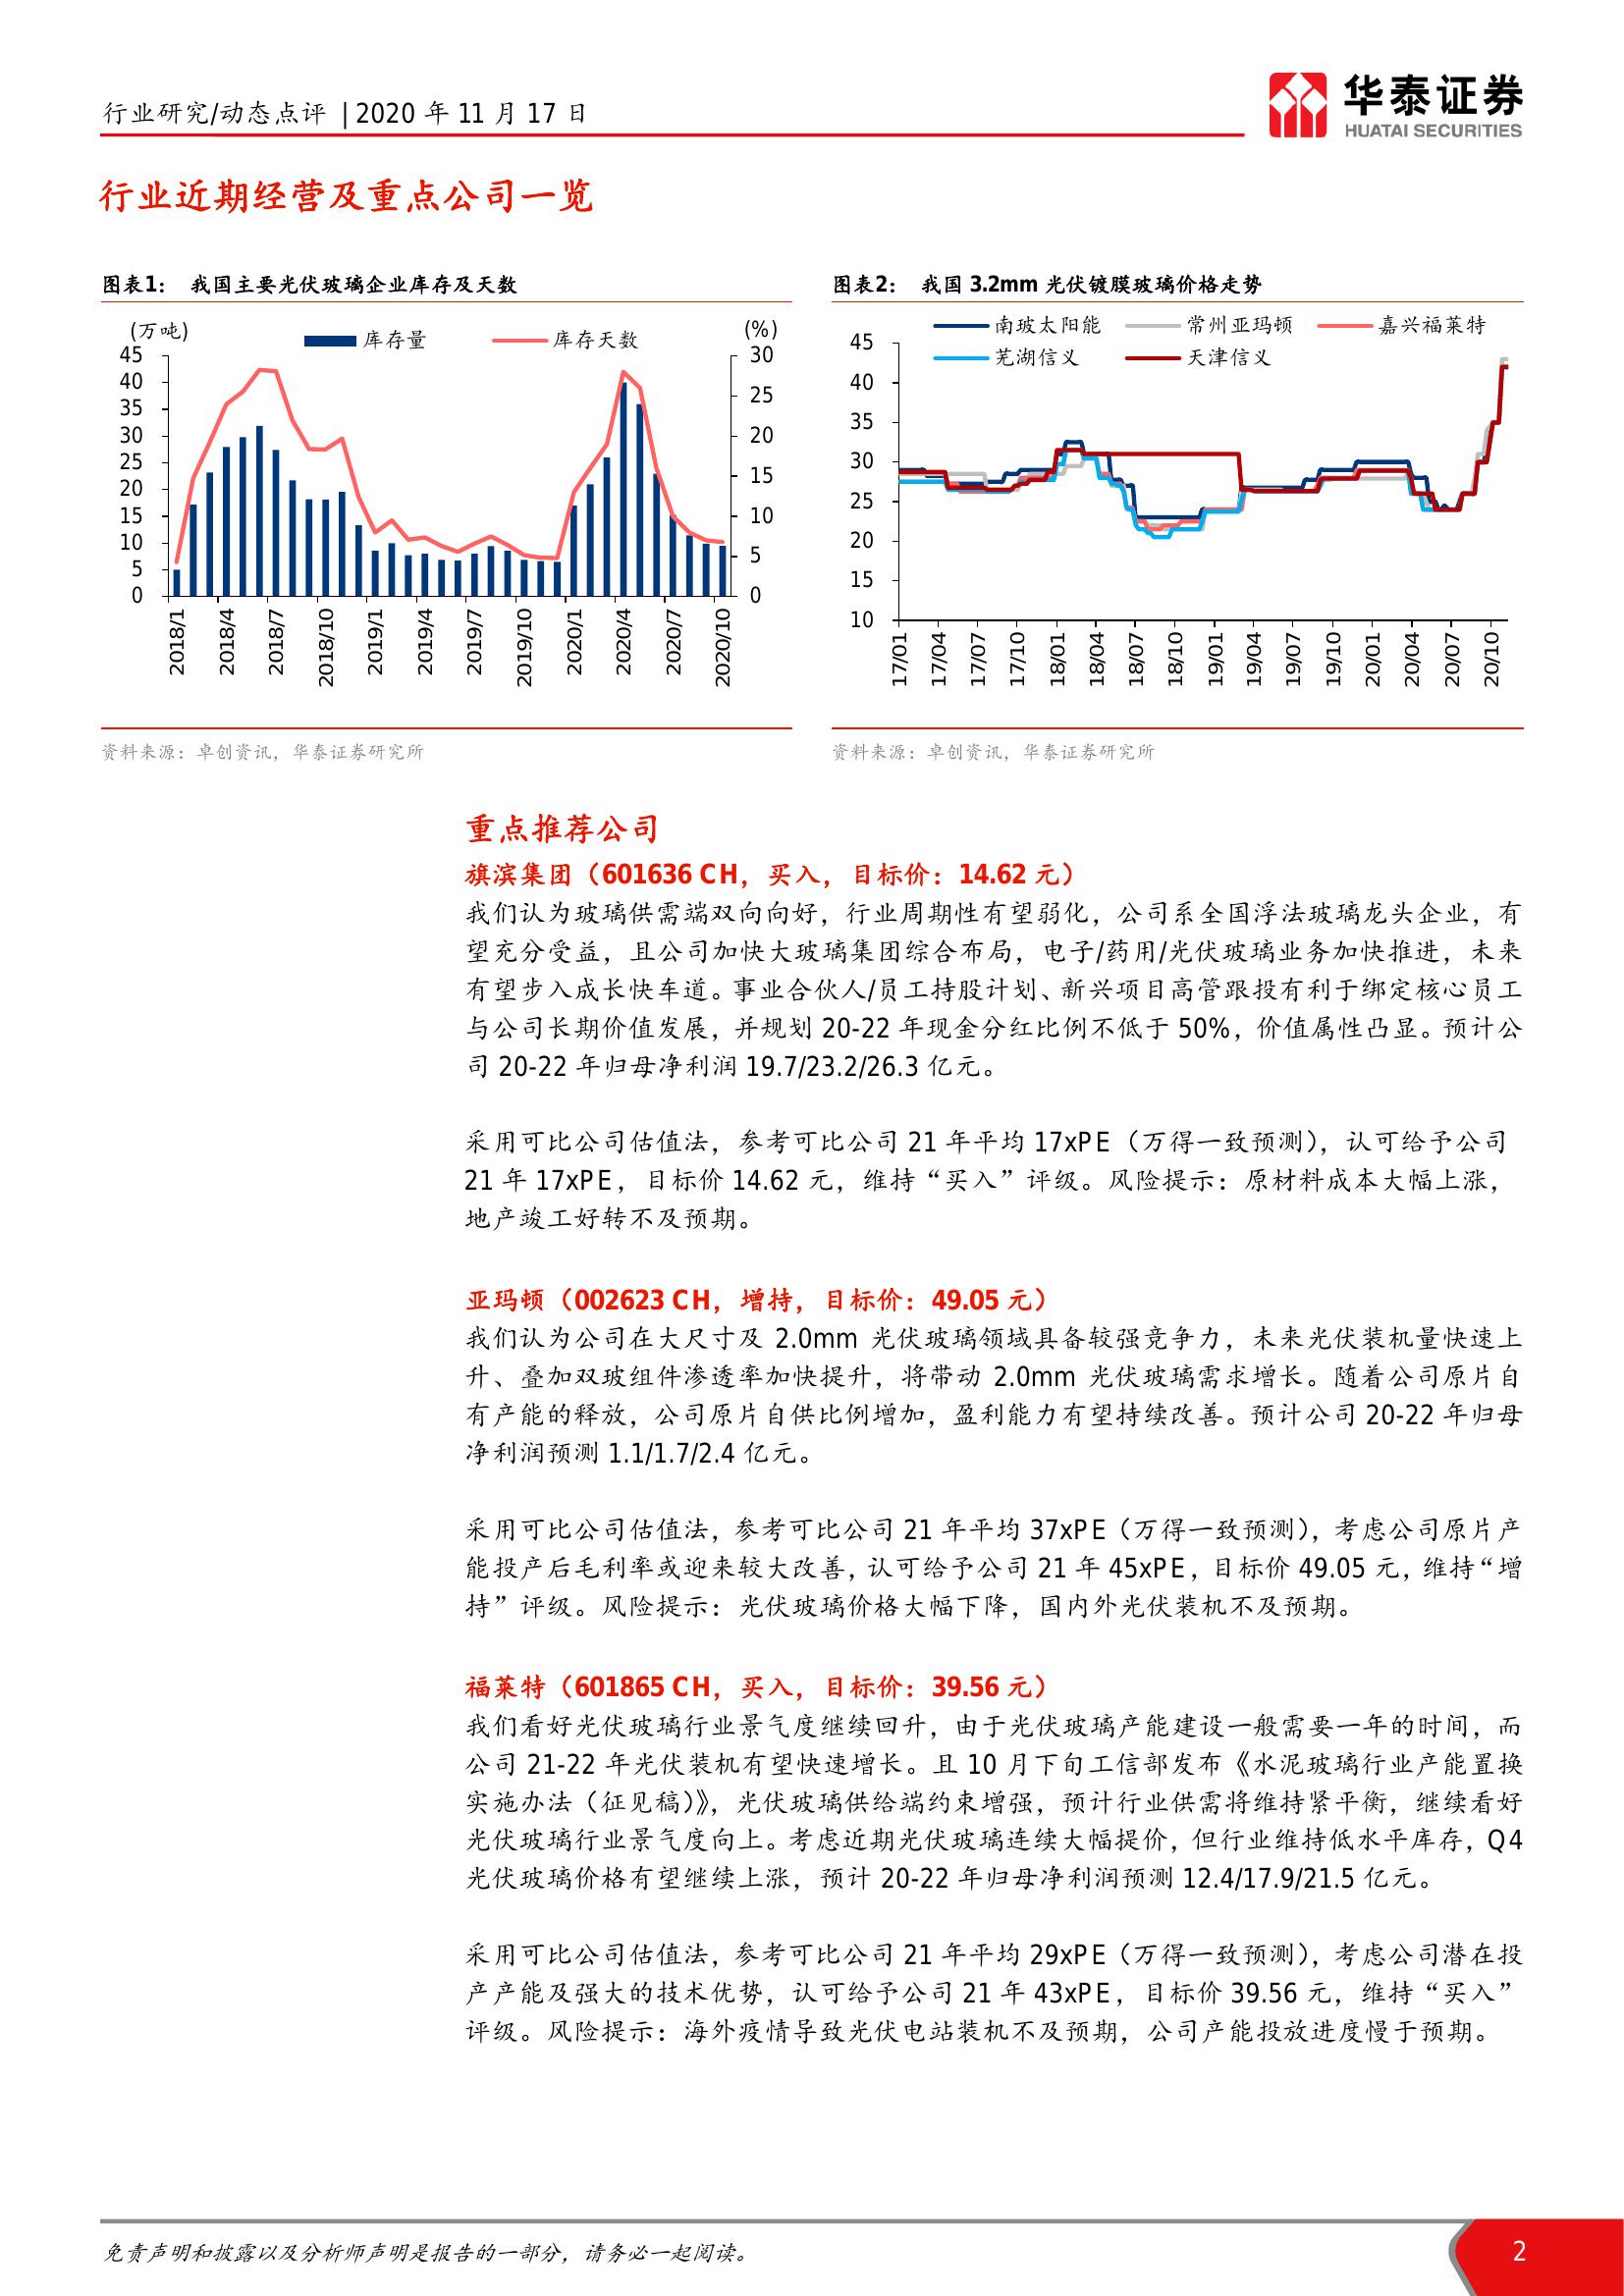 行业研究/动态点评 | 2020 年 11 月 17 日
华泰证券
HUATAI SECURITIES
行业近期经营及重点公司一览
图表1： 我国主要光伏玻璃企业库存及天数
(万吨)
库存量
库存天数
(%)
45
40
35
30
25
20
15
10
5
0
30
25
20
15
10
5
0
2018/1
2018/4
2018/7
2018/10
2019/1
2019/4
2019/7
2019/10
2020/1
2020/4
2020/7
2020/10
资料来源：卓创资讯，华泰证券研究所
图表2： 我国 3.2mm 光伏镀膜玻璃价格走势
南玻太阳能
常州亚玛顿
嘉兴福莱特
芜湖信义
天津信义
45
40
35
30
25
20
15
10
17/01
17/04
17/07
17/10
18/01
18/04
18/07
18/10
19/01
19/04
19/07
19/10
20/01
20/04
20/07
20/10
资料来源：卓创资讯，华泰证券研究所
重点推荐公司
旗滨集团（601636 CH，买入，目标价：14.62 元）
我们认为玻璃供需端双向向好，行业周期性有望弱化，公司系全国浮法玻璃龙头企业，有
望充分受益，且公司加快大玻璃集团综合布局，电子/药用/光伏玻璃业务加快推进，未来
有望步入成长快车道。事业合伙人/员工持股计划、新兴项目高管跟投有利于绑定核心员工
与公司长期价值发展，并规划 20-22 年现金分红比例不低于 50%，价值属性凸显。预计公
司 20-22 年归母净利润 19.7/23.2/26.3 亿元。
采用可比公司估值法，参考可比公司 21 年平均 17xPE（万得一致预测），认可给予公司
21 年 17xPE，目标价 14.62 元，维持“买入”评级。风险提示：原材料成本大幅上涨，
地产竣工好转不及预期。
亚玛顿（002623 CH，增持，目标价：49.05 元）
我们认为公司在大尺寸及 2.0mm 光伏玻璃领域具备较强竞争力，未来光伏装机量快速上
升、叠加双玻组件渗透率加快提升，将带动 2.0mm 光伏玻璃需求增长。随着公司原片自
有产能的释放，公司原片自供比例增加，盈利能力有望持续改善。预计公司 20-22 年归母
净利润预测 1.1/1.7/2.4 亿元。
采用可比公司估值法，参考可比公司 21 年平均 37xPE（万得一致预测），考虑公司原片产
能投产后毛利率或迎来较大改善，认可给予公司 21 年 45xPE，目标价 49.05 元，维持“增
持”评级。风险提示：光伏玻璃价格大幅下降，国内外光伏装机不及预期。
福莱特（601865 CH，买入，目标价：39.56 元）
我们看好光伏玻璃行业景气度继续回升，由于光伏玻璃产能建设一般需要一年的时间，而
公司 21-22 年光伏装机有望快速增长。且 10 月下旬工信部发布《水泥玻璃行业产能置换
实施办法（征见稿）》，光伏玻璃供给端约束增强，预计行业供需将维持紧平衡，继续看好
光伏玻璃行业景气度向上。考虑近期光伏玻璃连续大幅提价，但行业维持低水平库存，Q4
光伏玻璃价格有望继续上涨，预计 20-22 年归母净利润预测 12.4/17.9/21.5 亿元。
采用可比公司估值法，参考可比公司 21 年平均 29xPE（万得一致预测），考虑公司潜在投
产产能及强大的技术优势，认可给予公司 21 年 43xPE，目标价 39.56 元，维持“买入”
评级。风险提示：海外疫情导致光伏电站装机不及预期，公司产能投放进度慢于预期。
免责声明和披露以及分析师声明是报告的一部分，请务必一起阅读。
2